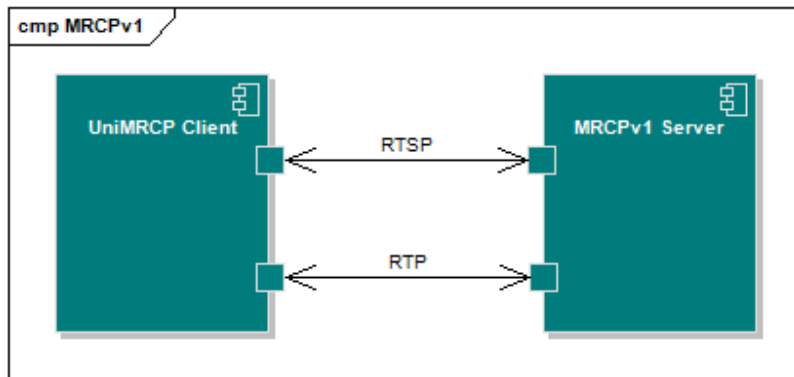 cmp MRCPv1
UniMRCP Client
MRCPv1 Server
RTSP
RTP